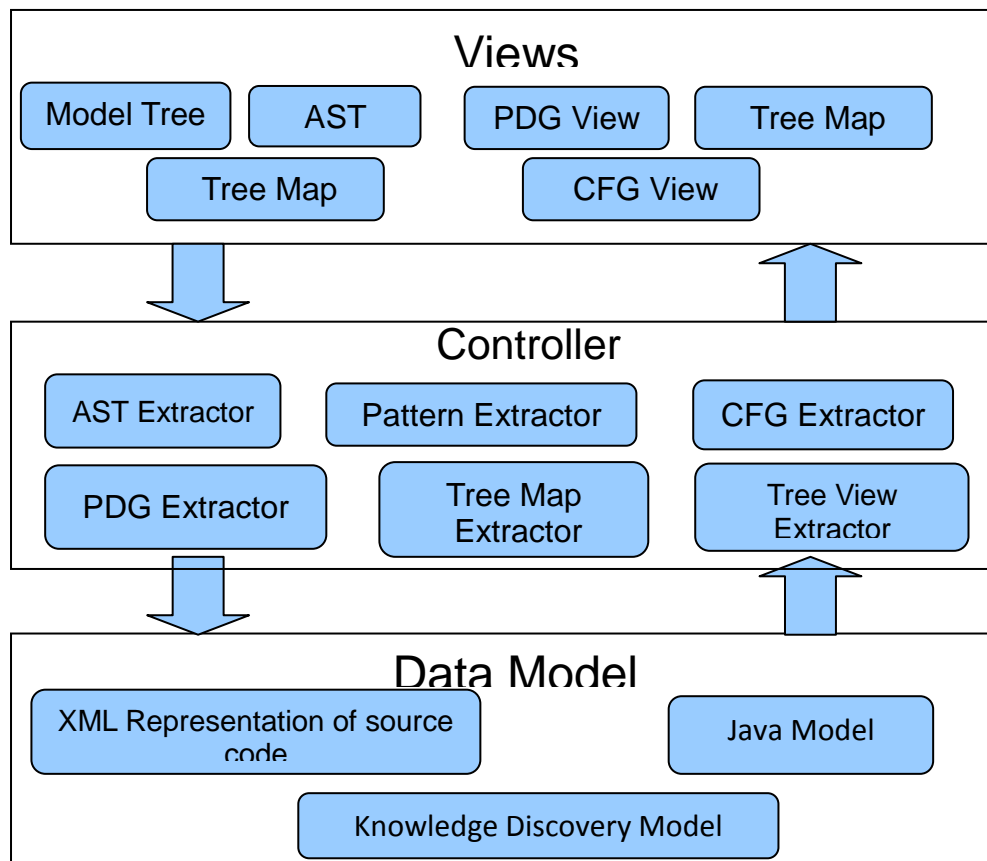 Views
Model Tree
AST
PDG View
Tree Map
Tree Map
CFG View
Controller
AST Extractor
Pattern Extractor
CFG Extractor
PDG Extractor
Tree Map
Extractor
Tree View
Extractor
Data Model
XML Representation of source
code
Java Model
Knowledge Discovery Model